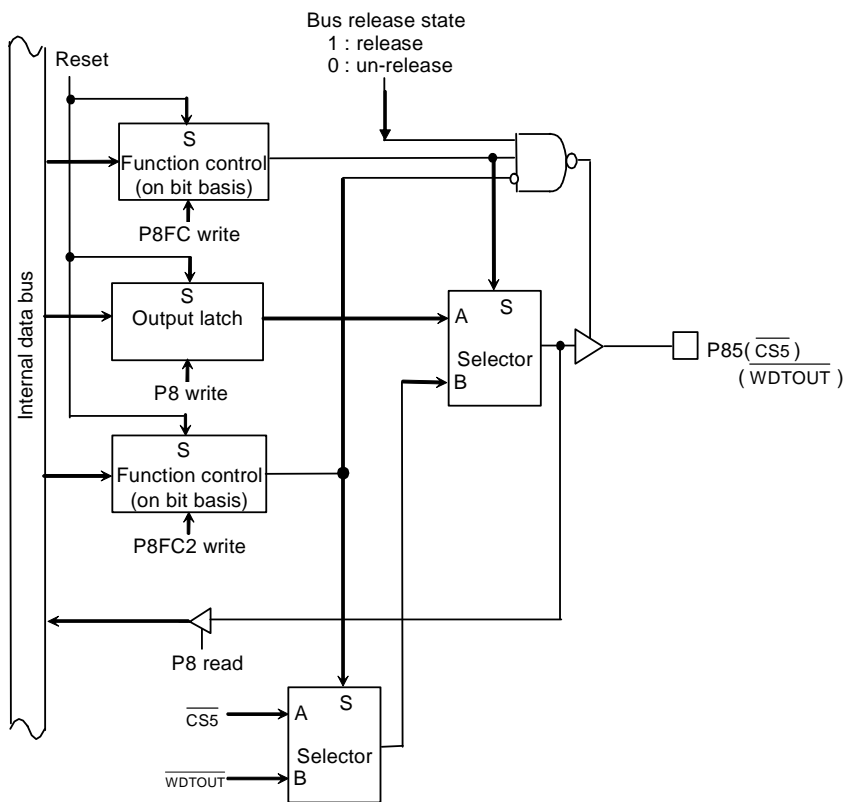 Bus release state
1 : release
0 : un-release
Reset
S
Function control
(on bit basis)
P8FC write
S
Output latch
P8 write
S
Function control
(on bit basis)
P8FC2 write
Internal data bus
A
S
Selector
B
P85(CS5)
(WDTOUT)
P8 read
CS5
A
S
Selector
WDTOUT
B